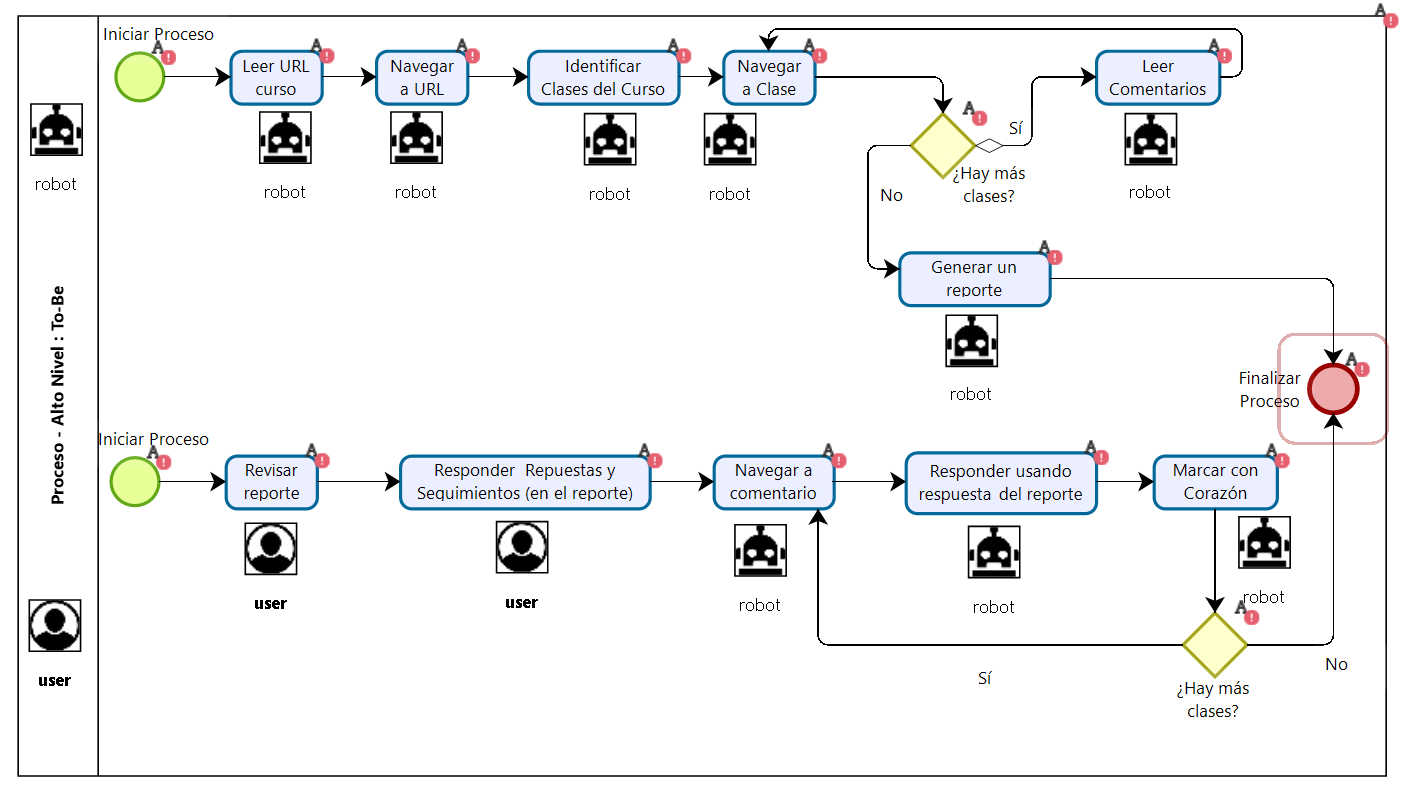 Iniciar Proceso
Leer URL
curso
Navegar
a URL
Identificar
Clases del Curso
Navegar
a Clase
Leer
Comentarios
Sí
¿Hay más
clases?
No
robot
robot
robot
robot
robot
robot
Generar un
reporte
robot
Proceso - Alto Nivel : To-Be
Finalizar
Proceso
Iniciar Proceso
Revisar
reporte
Responder Repuestas y
Seguimientos (en el reporte)
Navegar a
comentario
Responder usando
respuesta del reporte
Marcar con
Corazón
user
user
robot
robot
robot
user
Sí
¿Hay más
clases?
No